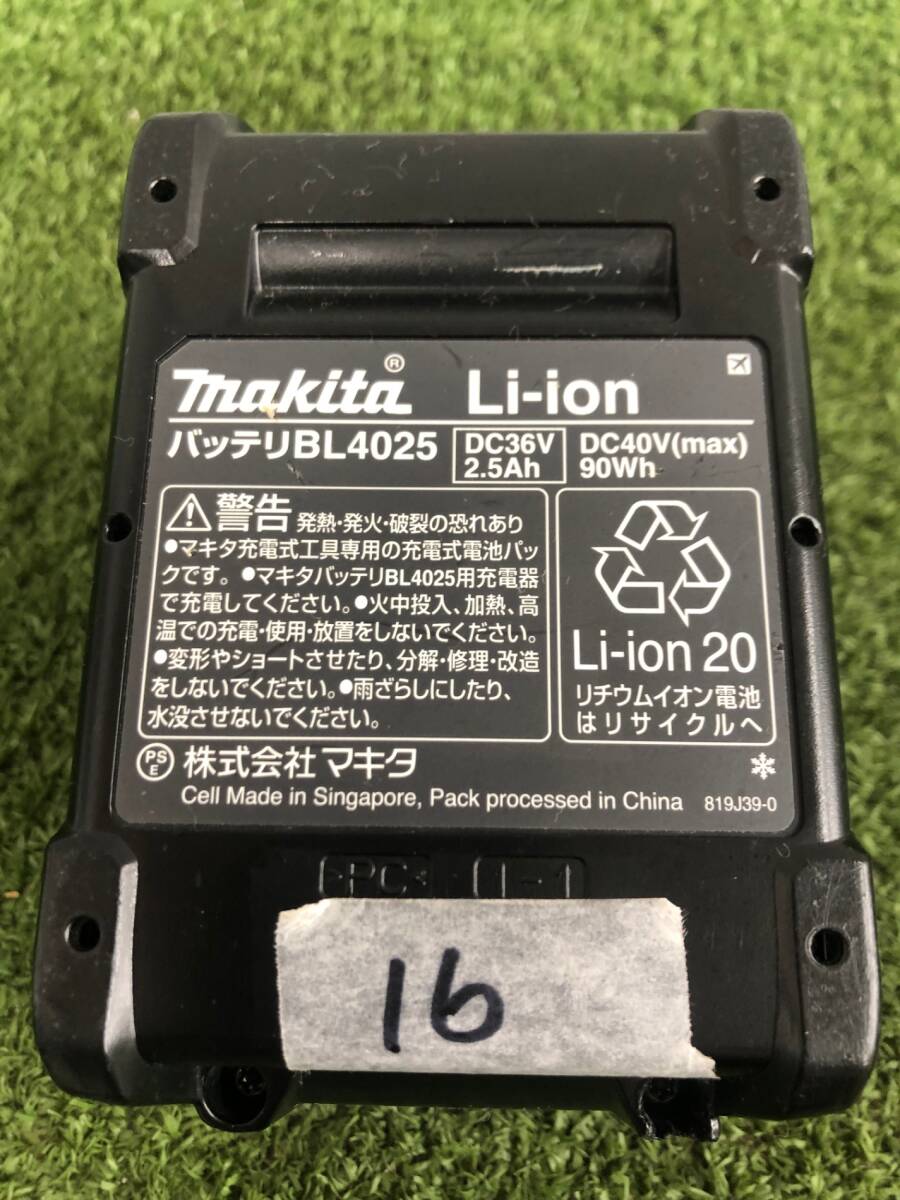 makita® Li-ion
バッテリBL4025 DC36V 2.5Ah DC40V(max) 90Wh
警告 発熱・発火・破裂の恐れあり
●マキタ充電式工具専用の充電式電池パッ
クです。●マキタバッテリBL4025用充電器
で充電してください。●火中投入、加熱、高
温での充電・使用・放置をしないでください。
●変形やショートさせたり、分解・修理・改造
をしないでください。●雨ざらしにしたり、
水没させないでください。
Li-ion 20
リチウムイオン電池
はリサイクルへ
PS E 株式会社マキタ
Cell Made in Singapore, Pack processed in China 819J39-0
>PC< 1-1
16